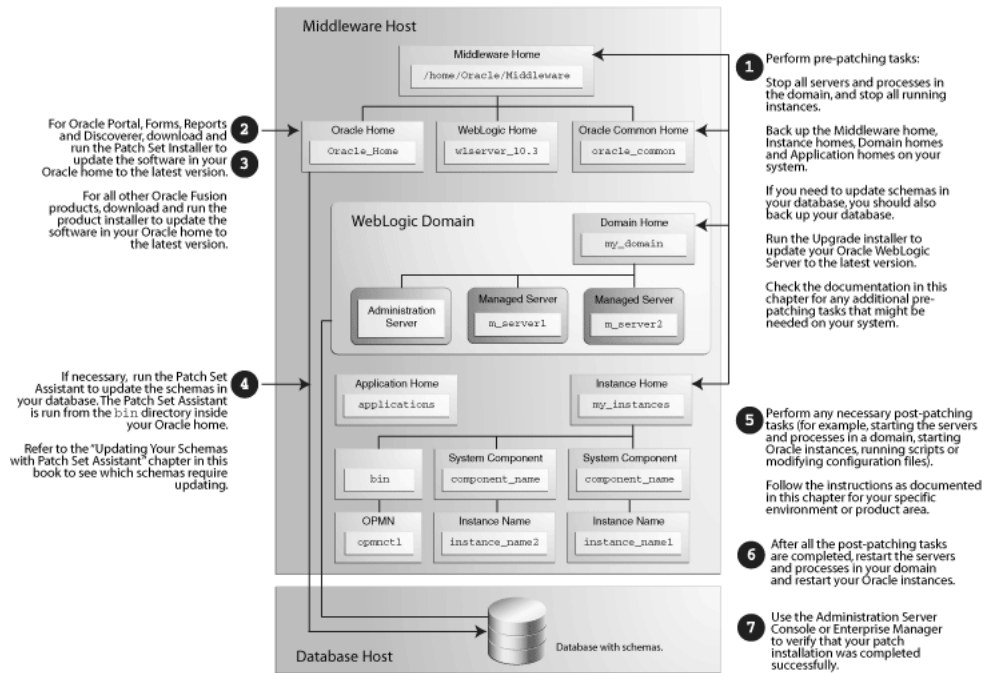 Middleware Host
Middleware Home
/home/Oracle/Middleware
Oracle Home
Oracle_Home
WebLogic Home
wlserver_10.3
Oracle Common Home
oracle_common
WebLogic Domain
Domain Home
my_domain
Administration
Server
Managed Server
m_server1
Managed Server
m_server2
Application Home
applications
Instance Home
my_instances
bin
System Component
component_name
System Component
component_name
OPMN
opmnctl
Instance Name
instance_name2
Instance Name
instance_name1
Database with schemas.
Database Host
1
Perform pre-patching tasks:
Stop all servers and processes in
the domain, and stop all running
instances.
Back up the Middleware home,
Instance homes, Domain homes
and Application homes on your
system.
If you need to update schemas in
your database, you should also
back up your database.
Run the Upgrade installer to
update your Oracle WebLogic
Server to the latest version.
Check the documentation in this
chapter for any additional pre-
patching tasks that might be
needed on your system.
2
3
For Oracle Portal, Forms, Reports
and Discoverer, download and
run the Patch Set Installer to
update the software in your
Oracle home to the latest version.
For all other Oracle Fusion
products, download and run the
product installer to update the
software in your Oracle home to
the latest version.
4
If necessary, run the Patch Set
Assistant to update the schemas in
your database. The Patch Set Assistant
is run from the bin directory inside
your Oracle home.
Refer to the "Updating Your Schemas
with Patch Set Assistant" chapter in this
book to see which schemas require
updating.
5
Perform any necessary post-patching
tasks (for example, starting the servers
and processes in a domain, starting
Oracle instances, running scripts or
modifying configuration files).
Follow the instructions as documented
in this chapter for your specific
environment or product area.
6
After all the post-patching tasks
are completed, restart the servers
and processes in your domain
and restart your Oracle instances.
7
Use the Administration Server
Console or Enterprise Manager
to verify that your patch
installation was completed
successfully.